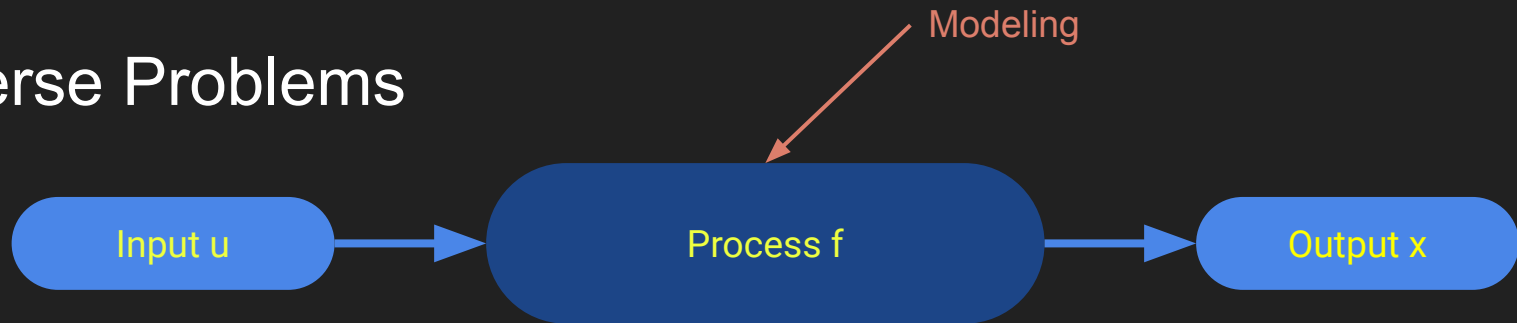 Modeling
erse Problems
Input u
Process f
Output x